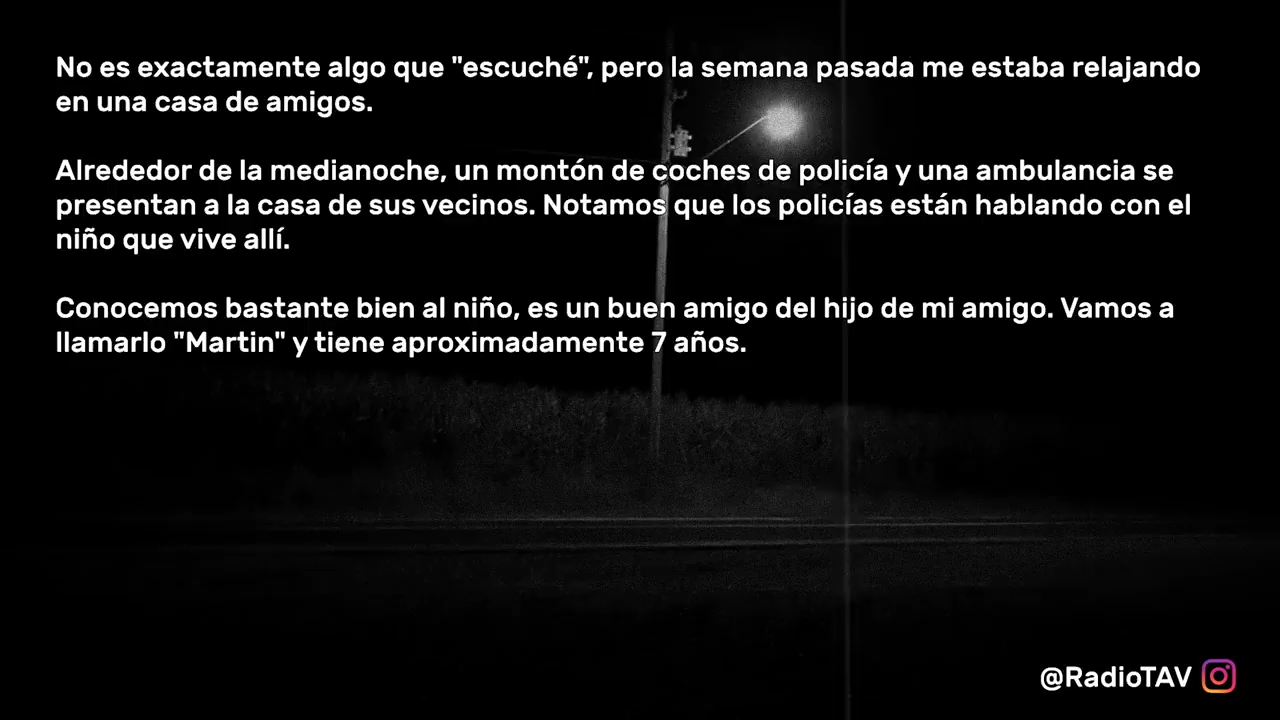 No es exactamente algo que "escuché", pero la semana pasada me estaba relajando
en una casa de amigos.
Alrededor de la medianoche, un montón de coches de policía y una ambulancia se
presentan a la casa de sus vecinos. Notamos que los policías están hablando con el
niño que vive allí.
Conocemos bastante bien al niño, es un buen amigo del hijo de mi amigo. Vamos a
llamarlo "Martin" y tiene aproximadamente 7 años.
@RadioTAV